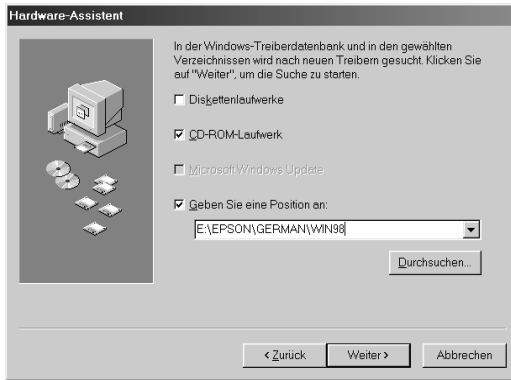 Hardware-Assistent
In der Windows-Treiberdatenbank und in den gewählten
Verzeichnissen wird nach neuen Treibern gesucht. Klicken Sie
auf "Weiter", um die Suche zu starten.
Diskettenlaufwerke
CD-ROM-Laufwerk
Microsoft Windows Update
Geben Sie eine Position an:
E:\EPSON\GERMAN\WIN98
Durchsuchen...
< Zurück
Weiter >
Abbrechen